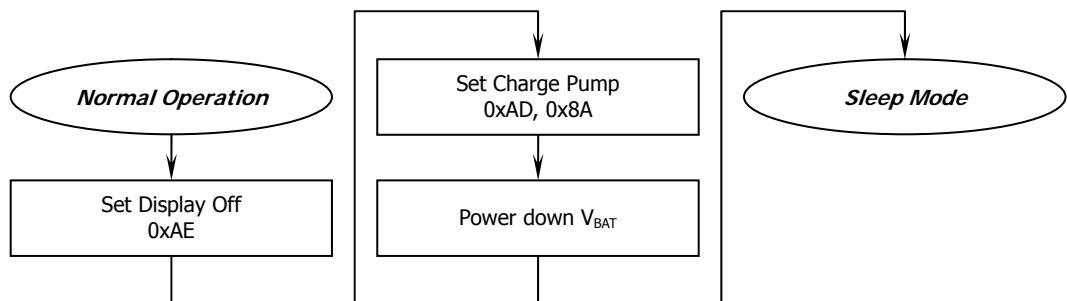 Normal Operation
Set Display Off
0xAE
Set Charge Pump
0xAD, 0x8A
Power down VBAT
Sleep Mode